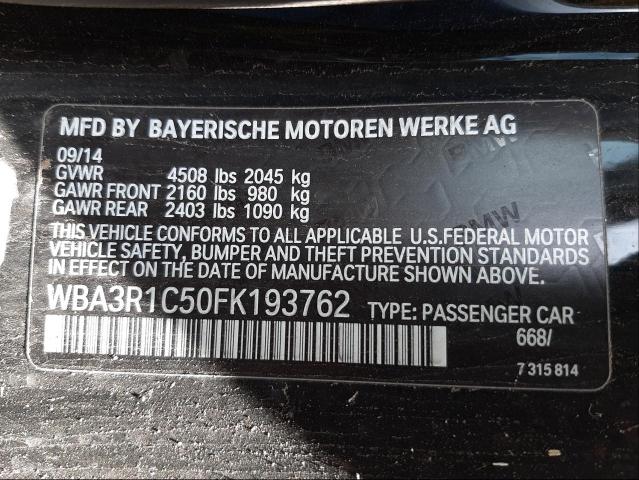 MFD BY BAYERISCHE MOTOREN WERKE AG
09/14
GVWR 4508 lbs 2045 kg
GAWR FRONT 2160 lbs 980 kg
GAWR REAR 2403 lbs 1090 kg
THIS VEHICLE CONFORMS TO ALL APPLICABLE U.S.FEDERAL MOTOR
VEHICLE SAFETY, BUMPER AND THEFT PREVENTION STANDARDS
IN EFFECT ON THE DATE OF MANUFACTURE SHOWN ABOVE.
WBA3R1C50FK193762 TYPE: PASSENGER CAR
668/
7 315 814
BMW
BMW